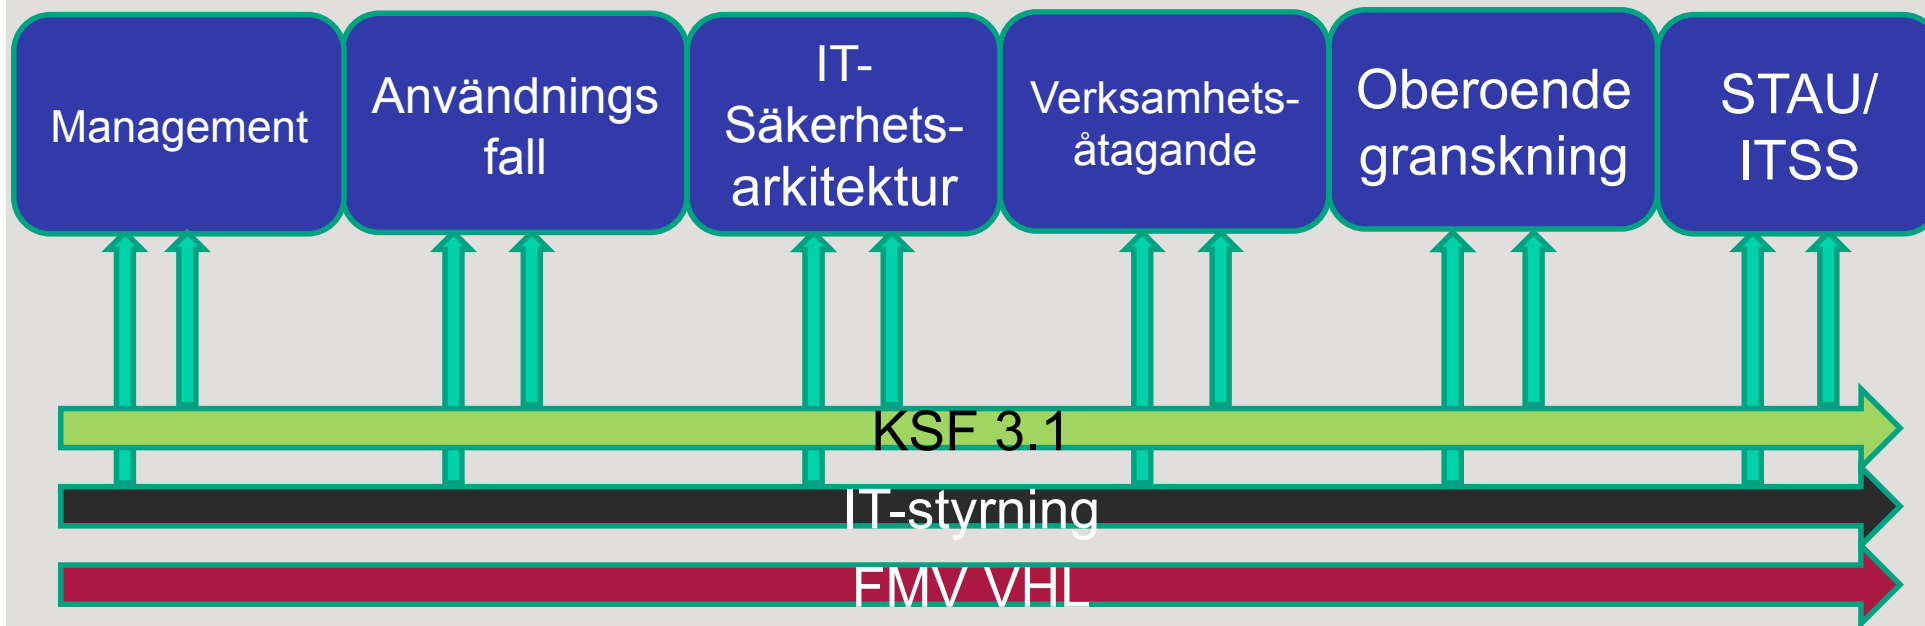 Management
Användnings
fall
IT-
Säkerhets-
arkitektur
Verksamhets-
åtagande
Oberoende
granskning
STAU/
ITSS
KSF 3.1
IT-styrning
FMV VHL